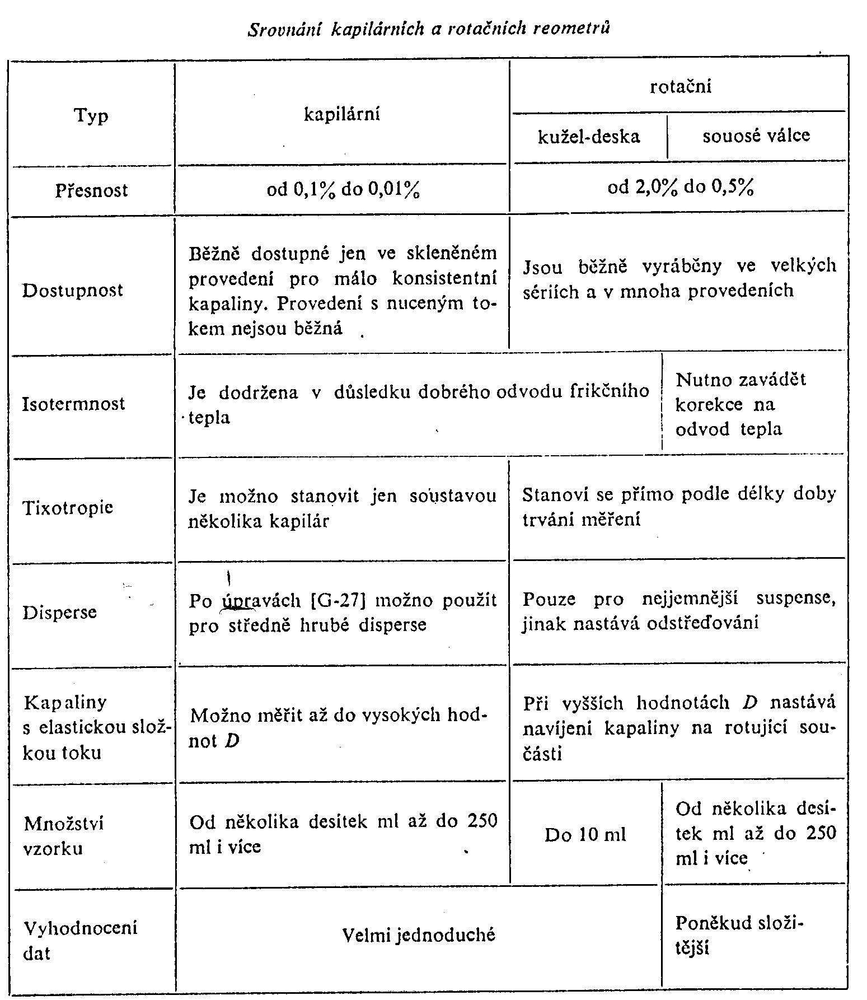 Srovnání kapilárních a rotačních reometrů
Typ
kapilární
rotační
kužel-deska
souosé válce
Přesnost
od 0,1% do 0,01%
od 2,0% do 0,5%
Dostupnost
Běžně dostupné jen ve skleněném
provedení pro málo konsistentní
kapaliny. Provedení s nuceným to-
kem nejsou běžná
Jsou běžně vyráběny ve velkých
sériích a v mnoha provedeních
Isotermnost
Je dodržena v důsledku dobrého odvodu frikčního
tepla
Nutno zavádět
korekce na
odvod tepla
Tixotropie
Je možno stanovit jen soustavou
několika kapilár
Stanoví se přímo podle délky doby
trvání měření
Disperse
Po úpravách [G-27] možno použít
pro středně hrubé disperse
Pouze pro nejjemnější suspense,
jinak nastává odstřeďování
Kapaliny
s elastickou slož-
kou toku
Možno měřit až do vysokých hod-
not D
Při vyšších hodnotách D nastává
navíjení kapaliny na rotující sou-
části
Množství
vzorku
Od několika desítek ml až do 250
ml i více
Do 10 ml
Od několika desí-
tek ml až do 250
ml i více
Vyhodnocení
dat
Velmi jednoduché
Poněkud složi-
tější